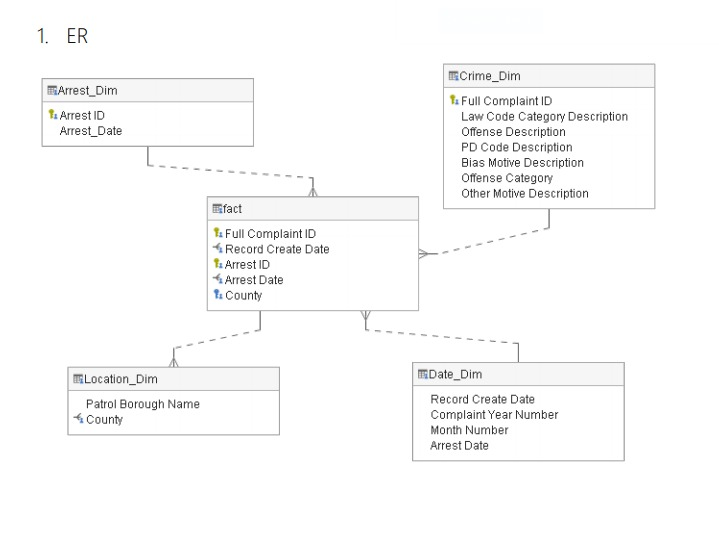 1. ER
Arrest_Dim
Arrest ID
Arrest_Date
Crime_Dim
Full Complaint ID
Law Code Category Description
Offense Description
PD Code Description
Bias Motive Description
Offense Category
Other Motive Description
fact
Full Complaint ID
Record Create Date
Arrest ID
Arrest Date
County
Location_Dim
Patrol Borough Name
County
Date_Dim
Record Create Date
Complaint Year Number
Month Number
Arrest Date